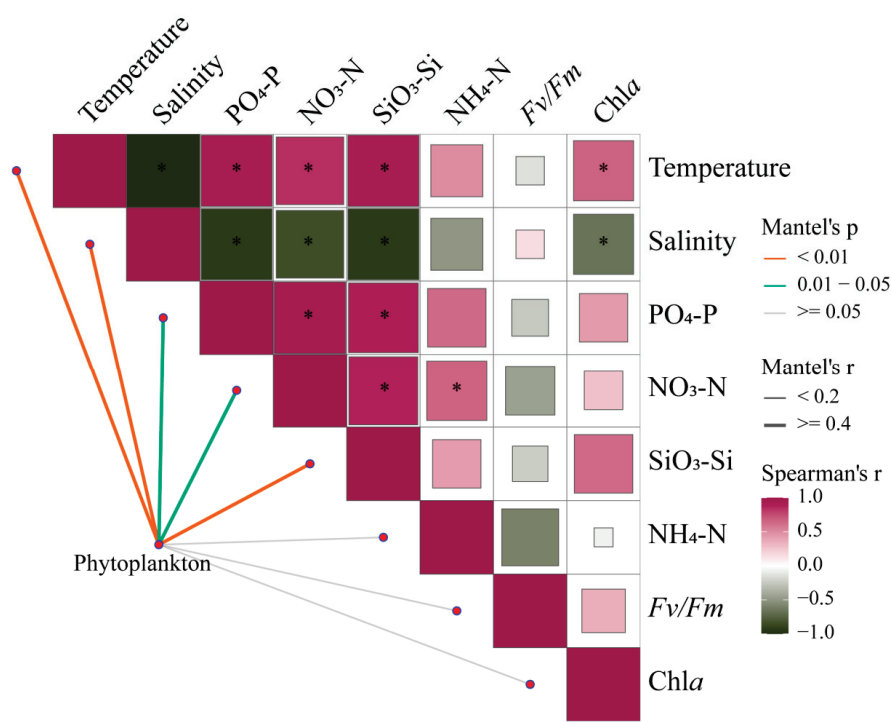 Temperature
Salinity
PO₄-P
NO₃-N
SiO₃-Si
NH₄-N
Fv/Fm
Chla
* * * * * Temperature
* * * * Salinity
* * PO₄-P
* * NO₃-N
SiO₃-Si
NH₄-N
Fv/Fm
Chla
Phytoplankton
Mantel's p
< 0.01
0.01 − 0.05
>= 0.05
Mantel's r
< 0.2
>= 0.4
Spearman's r
1.0
0.5
0.0
−0.5
−1.0